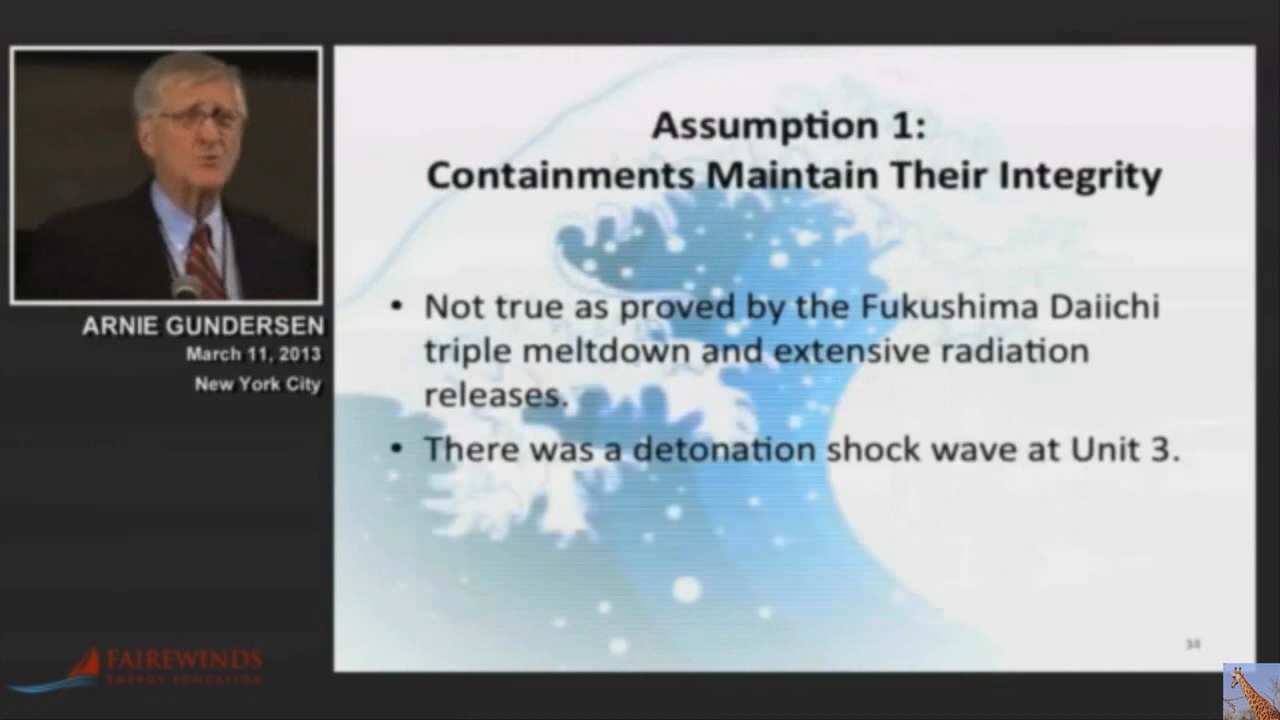 ARNIE GUNDERSEN
March 11, 2013
New York City
FAIREWINDS
ENERGY EDUCATION
Assumption 1:
Containments Maintain Their Integrity
• Not true as proved by the Fukushima Daiichi
triple meltdown and extensive radiation
releases.
• There was a detonation shock wave at Unit 3.
34